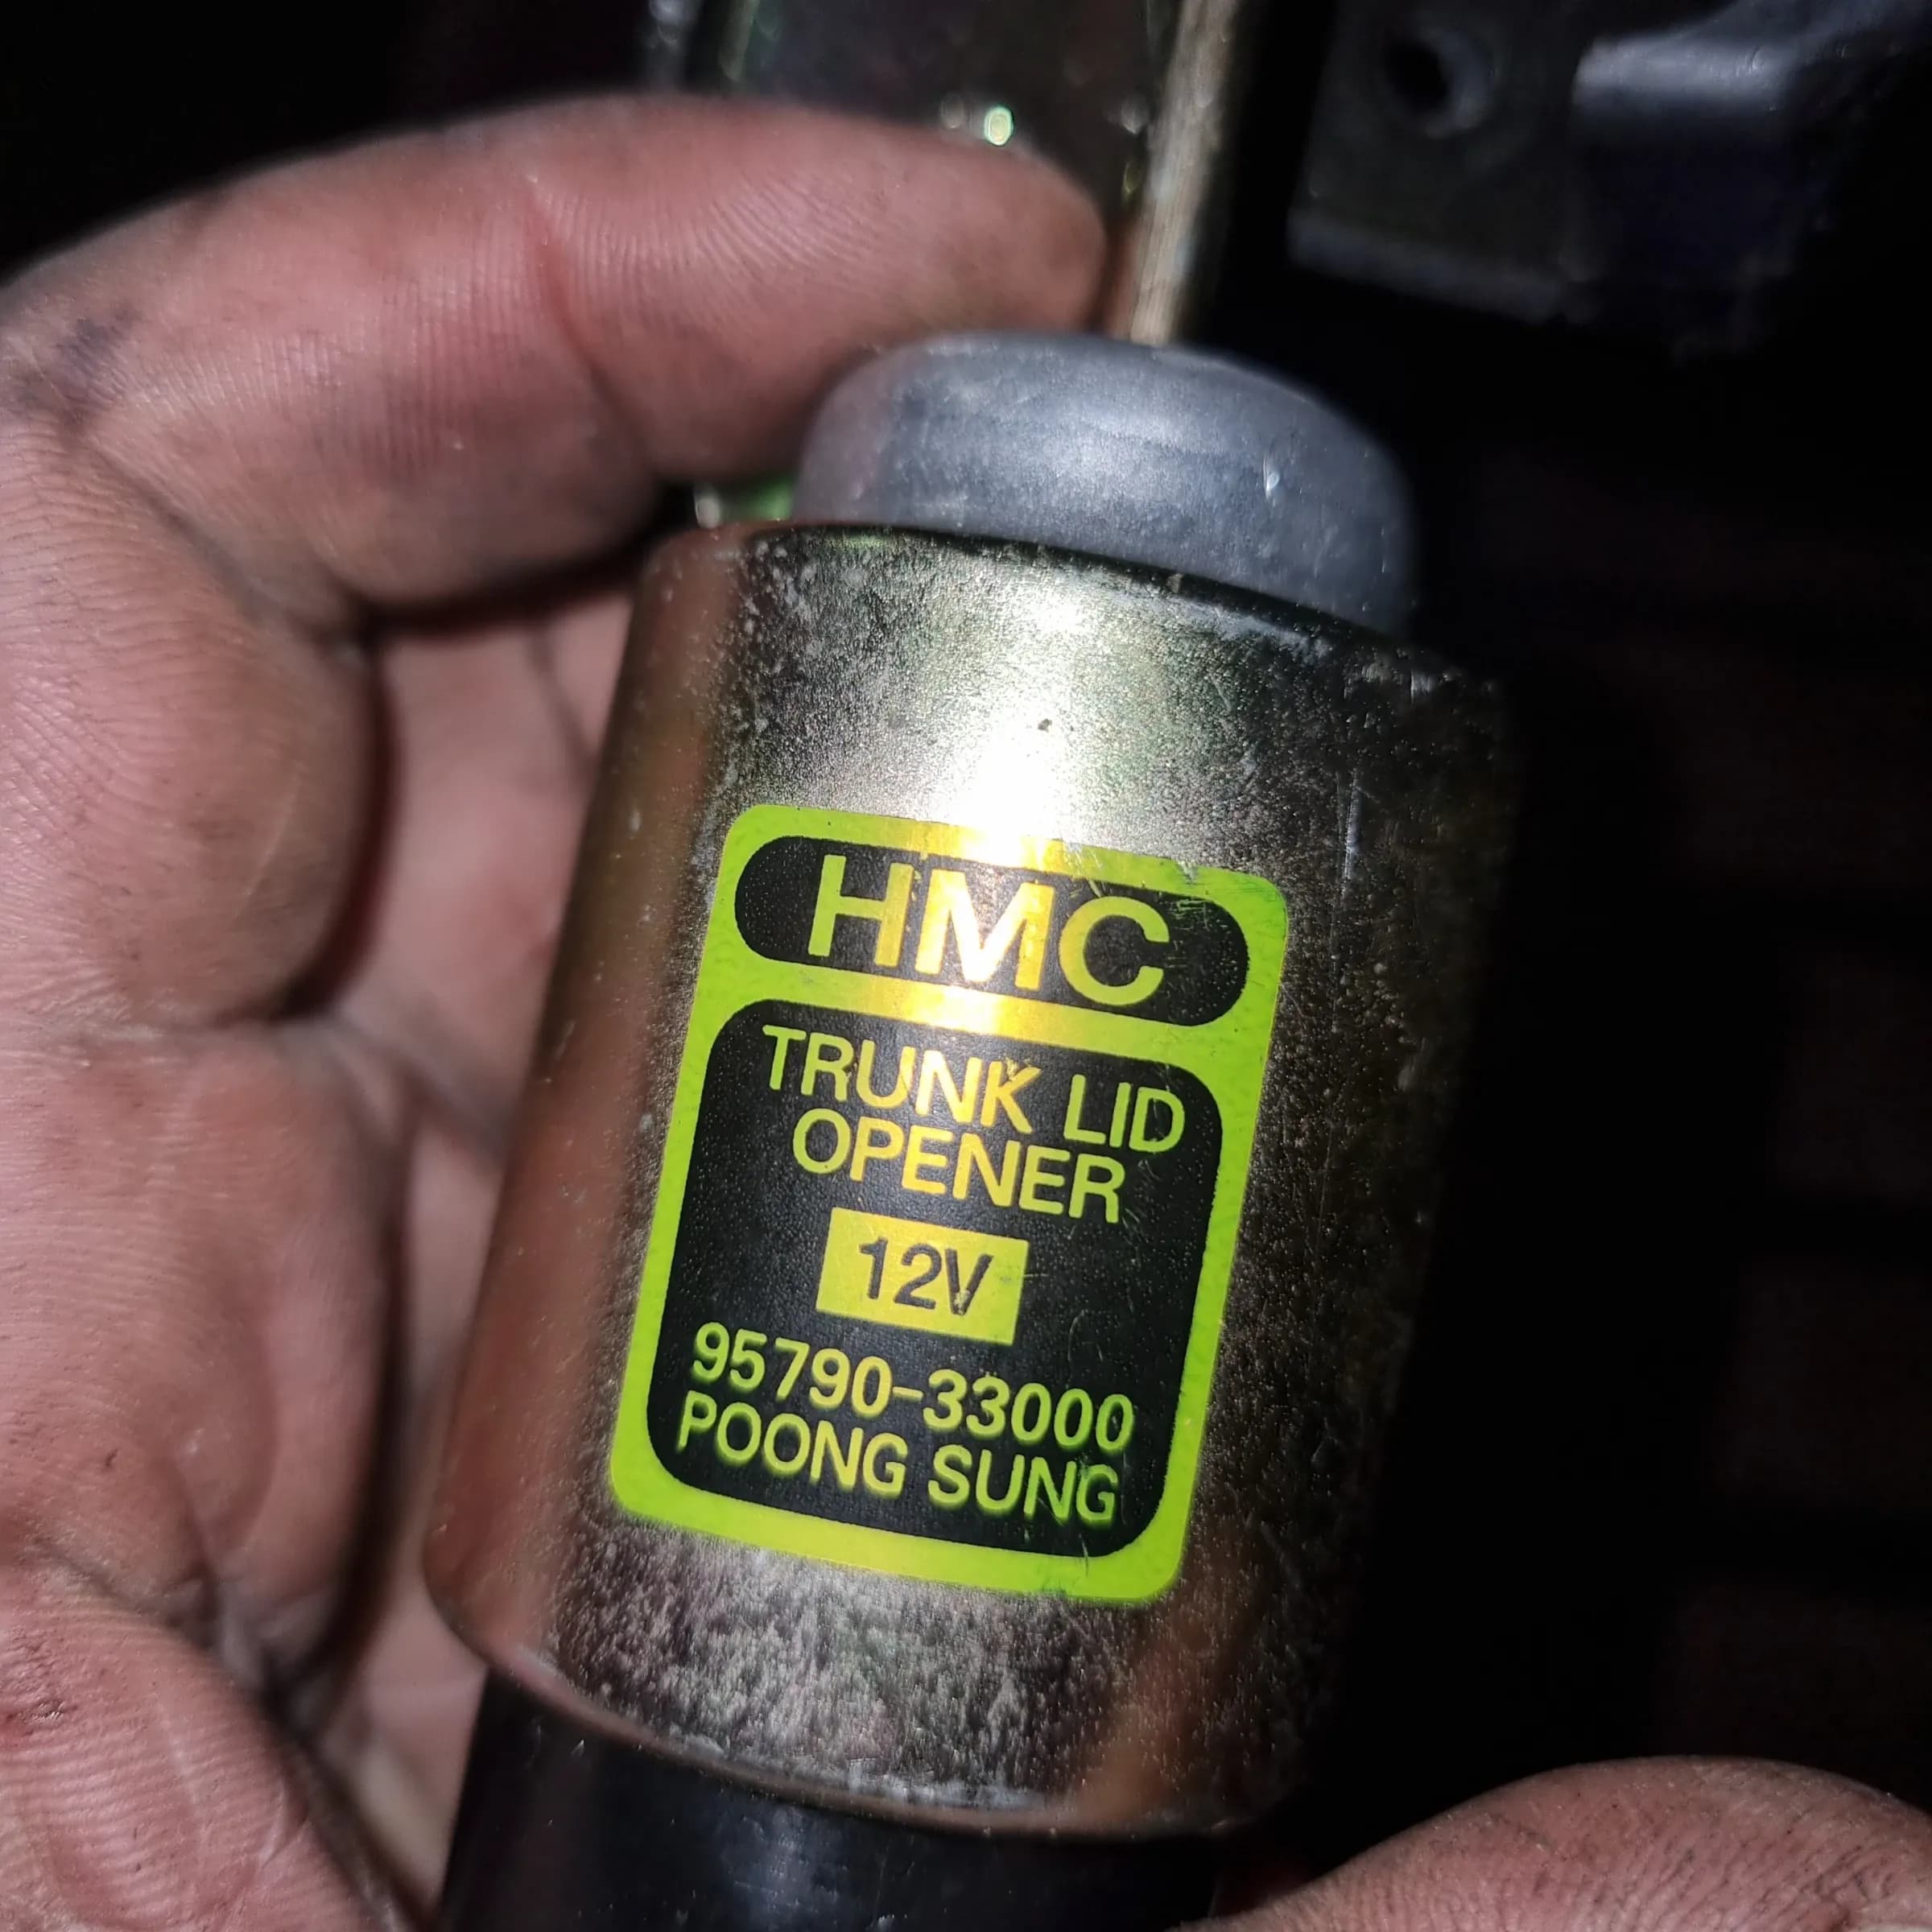 HMC
TRUNK LID
OPENER
12V
95790-33000
POONG SUNG